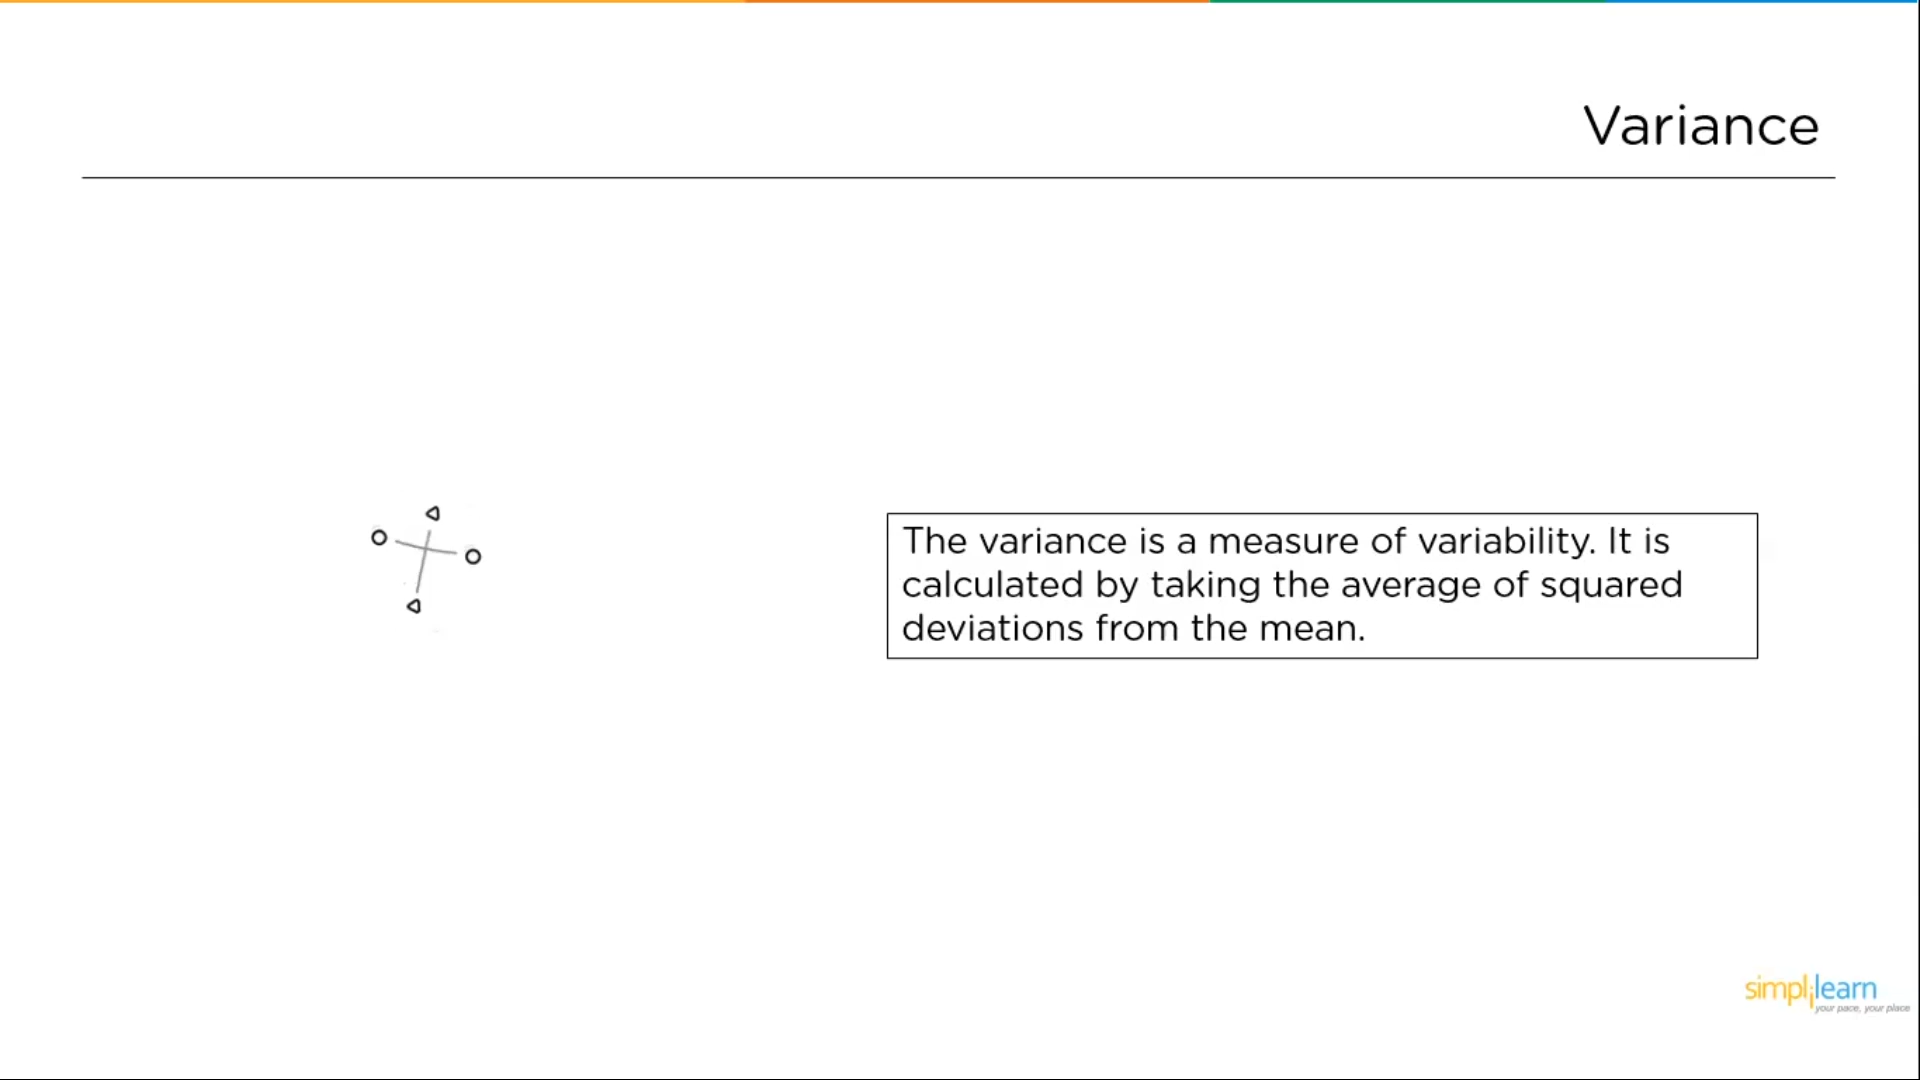 Variance
The variance is a measure of variability. It is
calculated by taking the average of squared
deviations from the mean.
simplilearn
your pace, your place